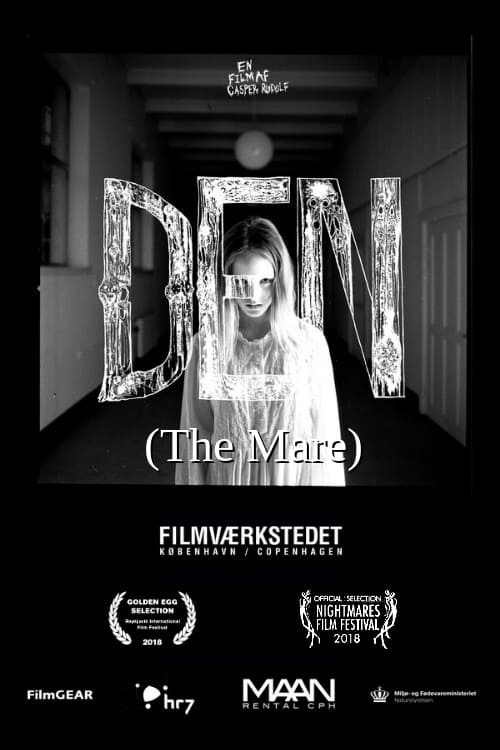 EN
FILM AF
CASPER RUDOLF
DEN
(The Mare)
FILMVÆRKSTEDET
KØBENHAVN / COPENHAGEN
GOLDEN EGG
SELECTION
Reykjavik International
Film Festival
2018
OFFICIAL SELECTION
NIGHTMARES
FILM FESTIVAL
2018
FilmGEAR
hr7
MAAN
RENTAL CPH
Miljø- og Fødevareministeriet
Naturstyrelsen